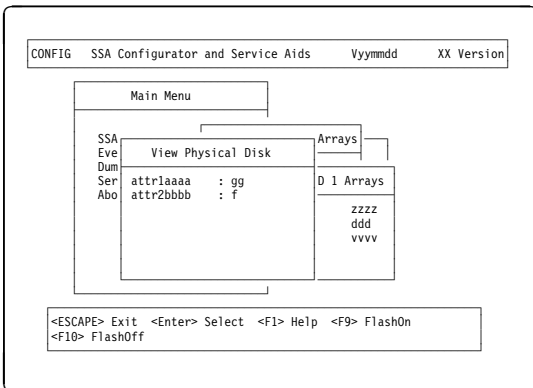 CONFIG SSA Configurator and Service Aids Vyymmdd XX Version
Main Menu
SSA Arrays
Eve View Physical Disk
Dum
Ser attr1aaaa : gg D 1 Arrays
Abo attr2bbbb : f
zzzz
ddd
vvvv
<ESCAPE> Exit <Enter> Select <F1> Help <F9> FlashOn
<F10> FlashOff